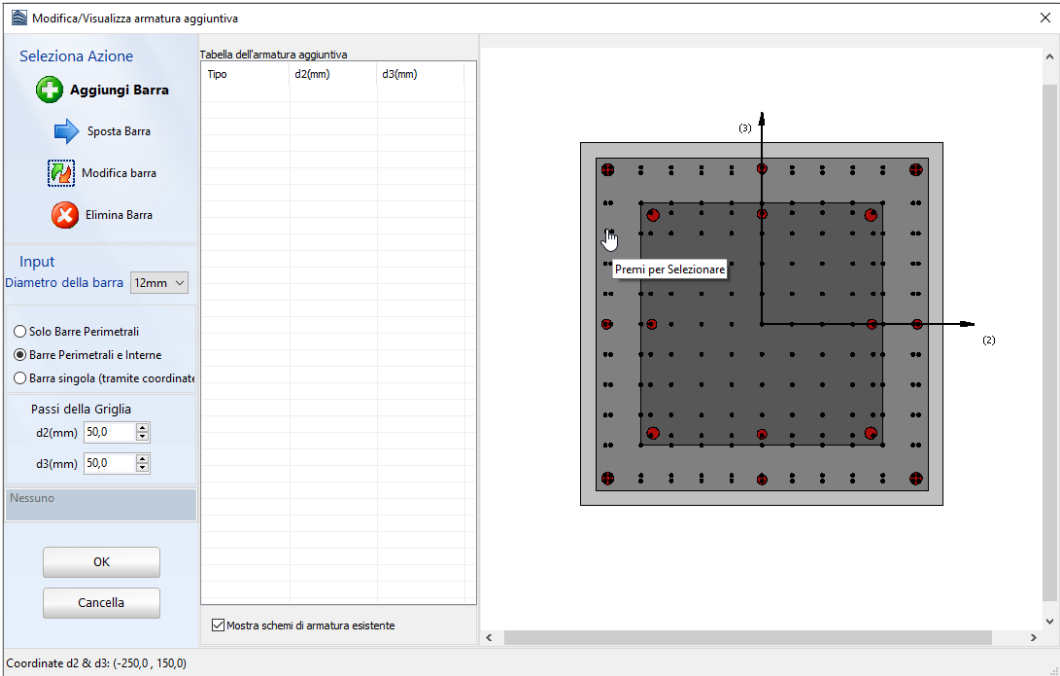 Modifica/Visualizza armatura aggiuntiva
Seleziona Azione
Aggiungi Barra
Sposta Barra
Modifica barra
Elimina Barra
Input
Diametro della barra 12mm
Solo Barre Perimetrali
Barre Perimetrali e Interne
Barra singola (tramite coordinate
Passi della Griglia
d2(mm) 50,0
d3(mm) 50,0
Nessuno
OK
Cancella
Tabella dell'armatura aggiuntiva
Tipo d2(mm) d3(mm)
Mostra schemi di armatura esistente
(3)
Premi per Selezionare
(2)
Coordinate d2 & d3: (-250,0 , 150,0)